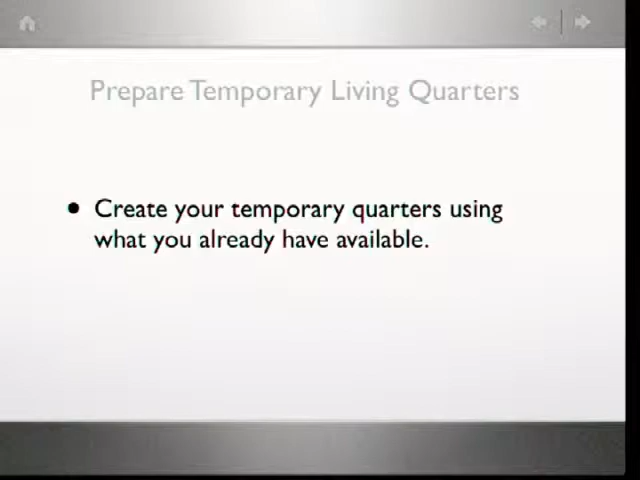 Prepare Temporary Living Quarters
• Create your temporary quarters using
what you already have available.